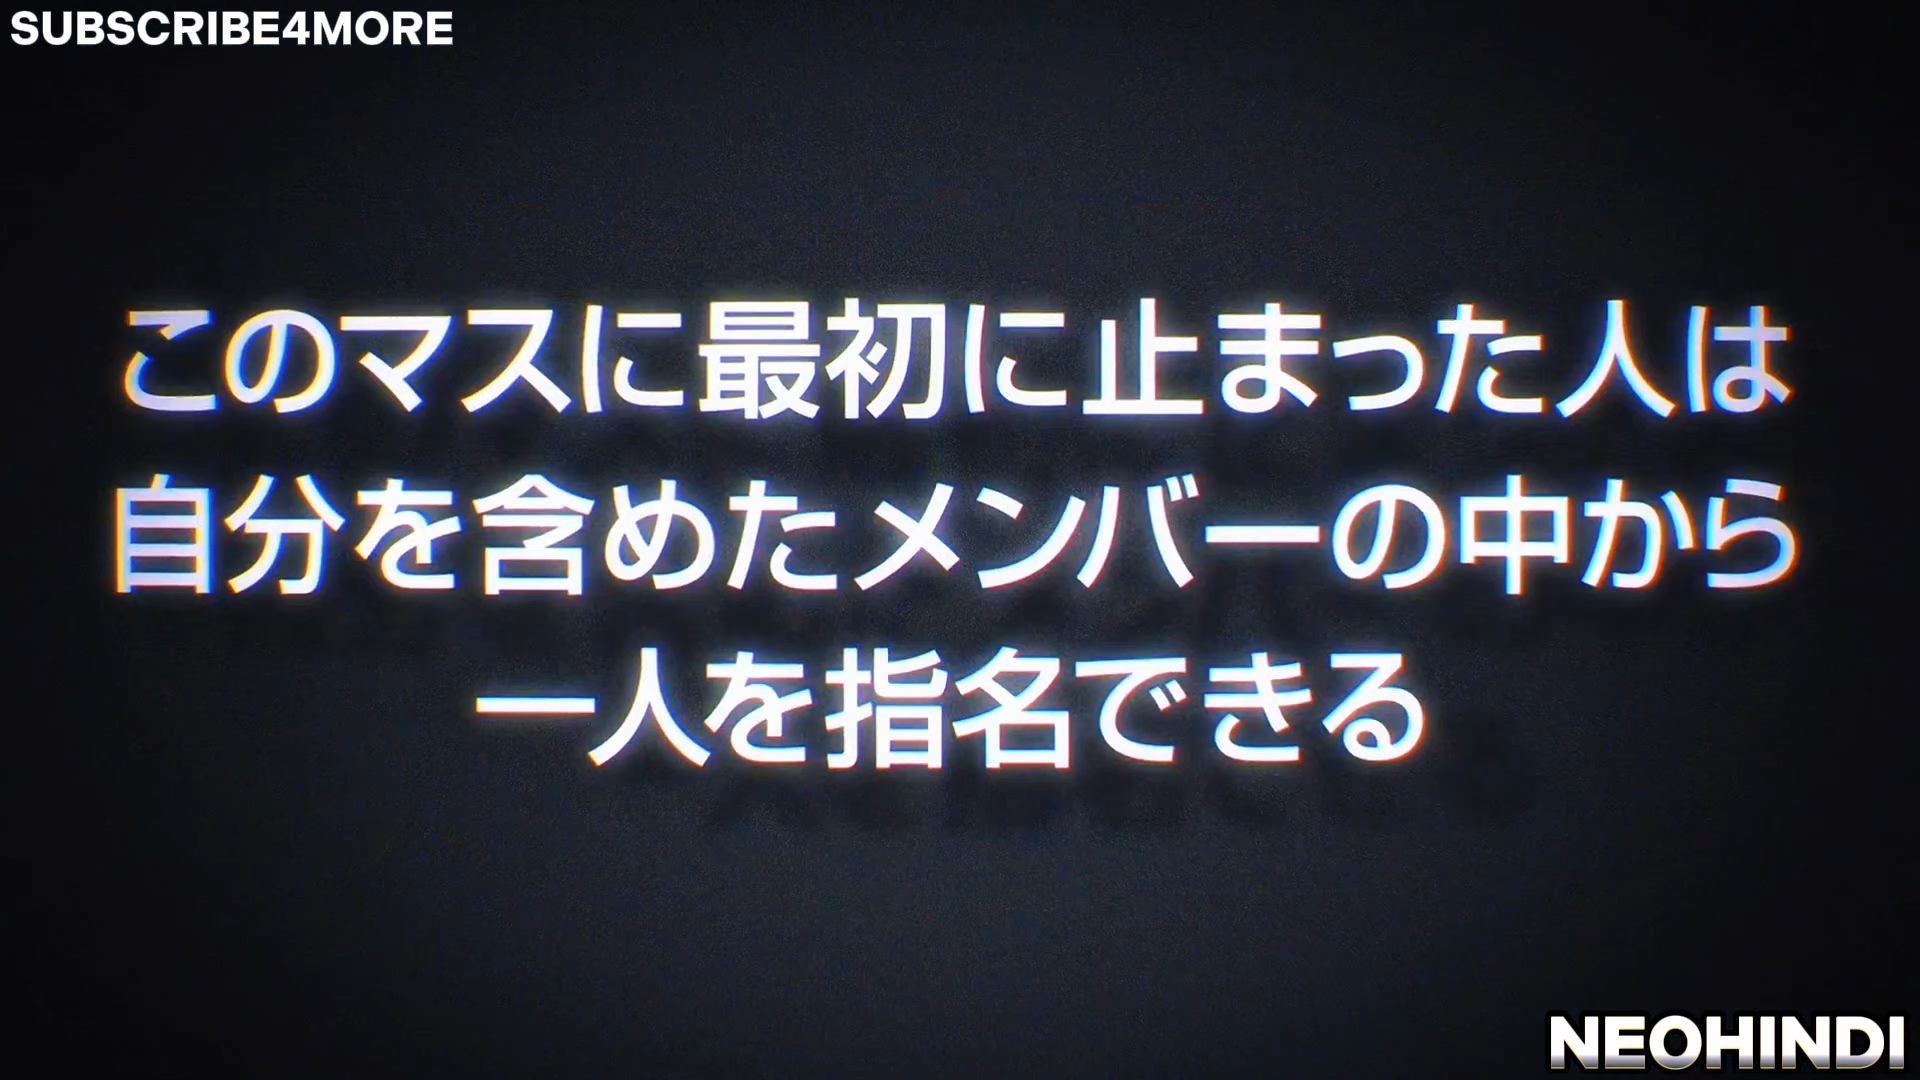 SUBSCRIBE4MORE
このマスに最初に止まった人は
自分を含めたメンバーの中から
一人を指名できる
NEOHINDI